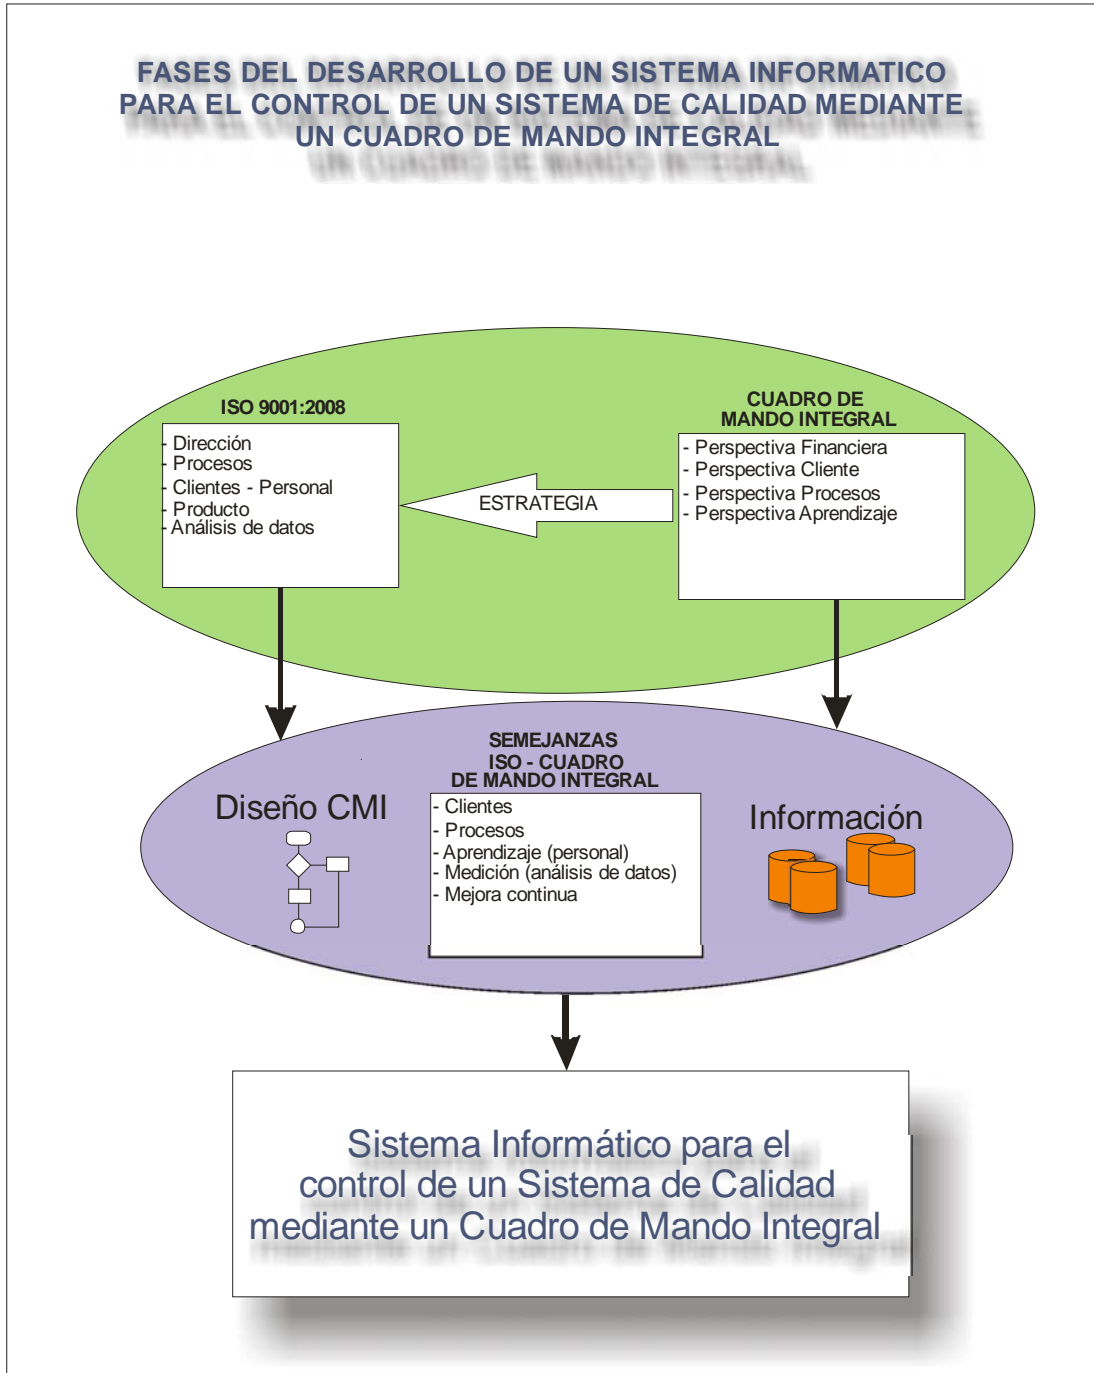 FASES DEL DESARROLLO DE UN SISTEMA INFORMATICO
PARA EL CONTROL DE UN SISTEMA DE CALIDAD MEDIANTE
UN CUADRO DE MANDO INTEGRAL
ISO 9001:2008
- Dirección
- Procesos
- Clientes - Personal
- Producto
- Análisis de datos
ESTRATEGIA
CUADRO DE
MANDO INTEGRAL
- Perspectiva Financiera
- Perspectiva Cliente
- Perspectiva Procesos
- Perspectiva Aprendizaje
Diseño CMI
SEMEJANZAS
ISO - CUADRO
DE MANDO INTEGRAL
- Clientes
- Procesos
- Aprendizaje (personal)
- Medición (análisis de datos)
- Mejora continua
Información
Sistema Informático para el
control de un Sistema de Calidad
mediante un Cuadro de Mando Integral